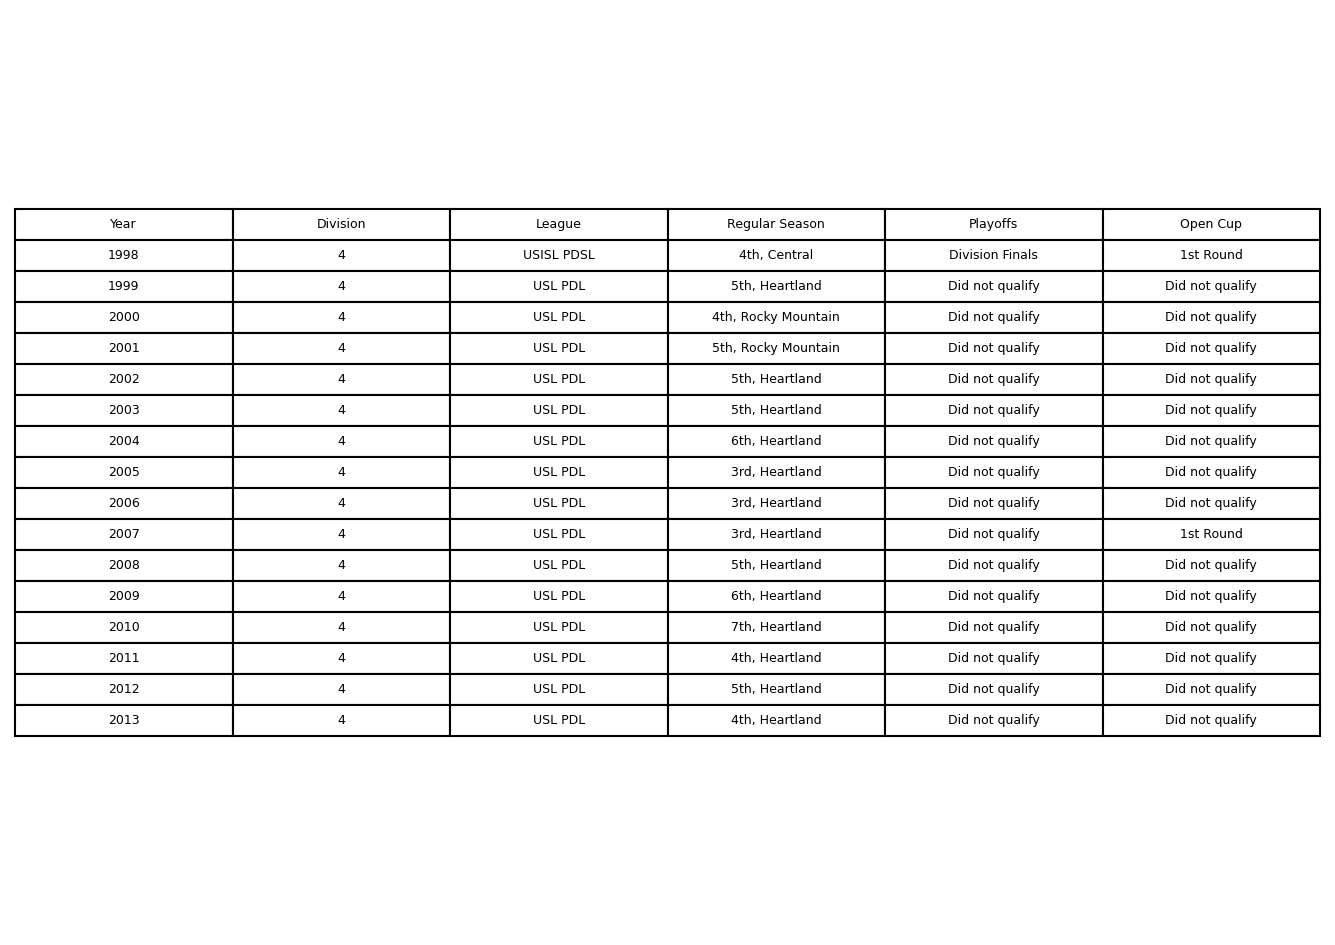 Year Division League Regular Season Playoffs Open Cup
1998 4 USISL PDSL 4th, Central Division Finals 1st Round
1999 4 USL PDL 5th, Heartland Did not qualify Did not qualify
2000 4 USL PDL 4th, Rocky Mountain Did not qualify Did not qualify
2001 4 USL PDL 5th, Rocky Mountain Did not qualify Did not qualify
2002 4 USL PDL 5th, Heartland Did not qualify Did not qualify
2003 4 USL PDL 5th, Heartland Did not qualify Did not qualify
2004 4 USL PDL 6th, Heartland Did not qualify Did not qualify
2005 4 USL PDL 3rd, Heartland Did not qualify Did not qualify
2006 4 USL PDL 3rd, Heartland Did not qualify Did not qualify
2007 4 USL PDL 3rd, Heartland Did not qualify 1st Round
2008 4 USL PDL 5th, Heartland Did not qualify Did not qualify
2009 4 USL PDL 6th, Heartland Did not qualify Did not qualify
2010 4 USL PDL 7th, Heartland Did not qualify Did not qualify
2011 4 USL PDL 4th, Heartland Did not qualify Did not qualify
2012 4 USL PDL 5th, Heartland Did not qualify Did not qualify
2013 4 USL PDL 4th, Heartland Did not qualify Did not qualify